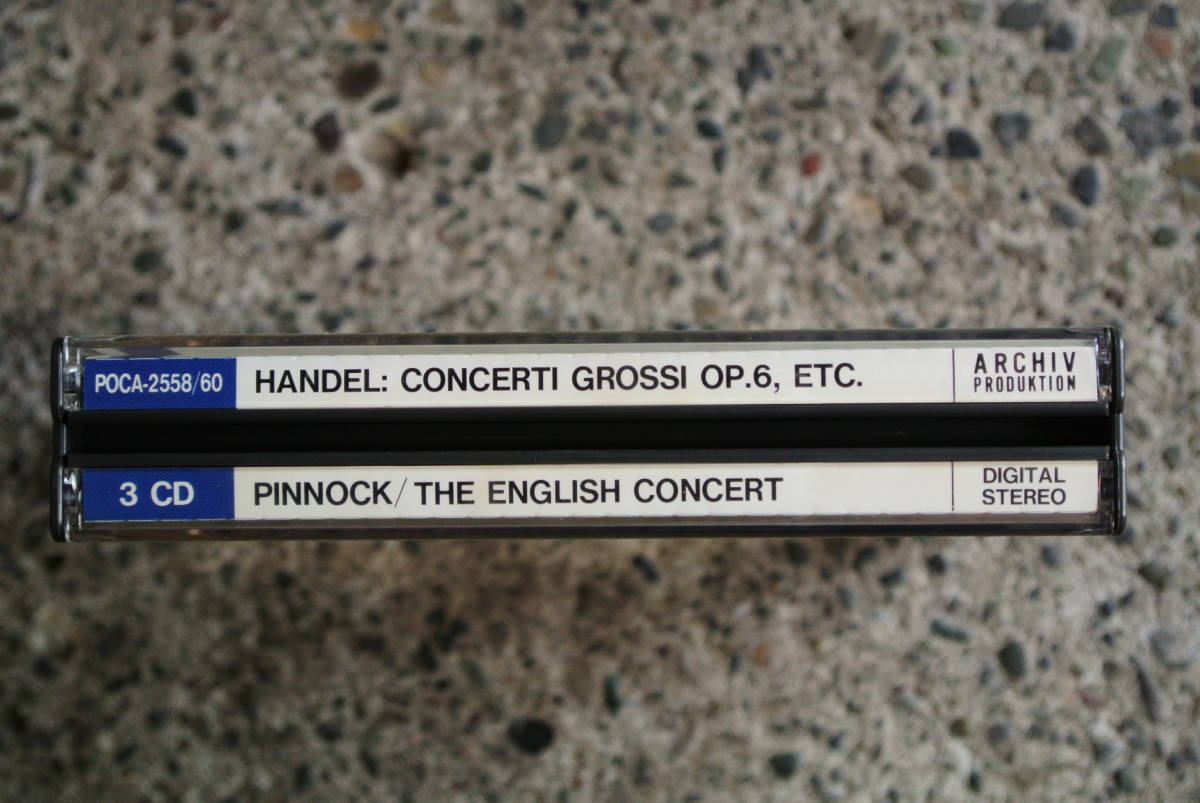 POCA-2558/60 HANDEL: CONCERTI GROSSI OP.6, ETC.
ARCHIV
PRODUKTION
3 CD PINNOCK/THE ENGLISH CONCERT
DIGITAL
STEREO